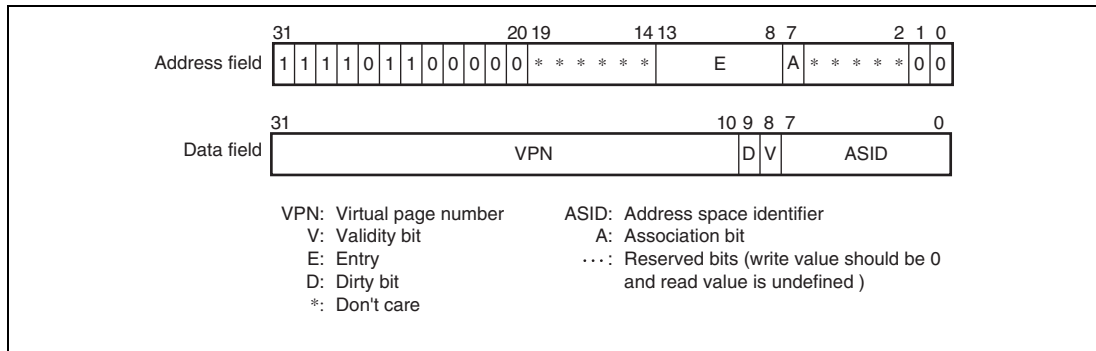 31 20 19 14 13 8 7 2 1 0
Address field 1 1 1 1 0 1 1 0 0 0 0 0 * * * * * * E A * * * * * 0 0
31 10 9 8 7 0
Data field VPN D V ASID
VPN: Virtual page number ASID: Address space identifier
V: Validity bit A: Association bit
E: Entry ···: Reserved bits (write value should be 0
D: Dirty bit and read value is undefined )
*: Don't care